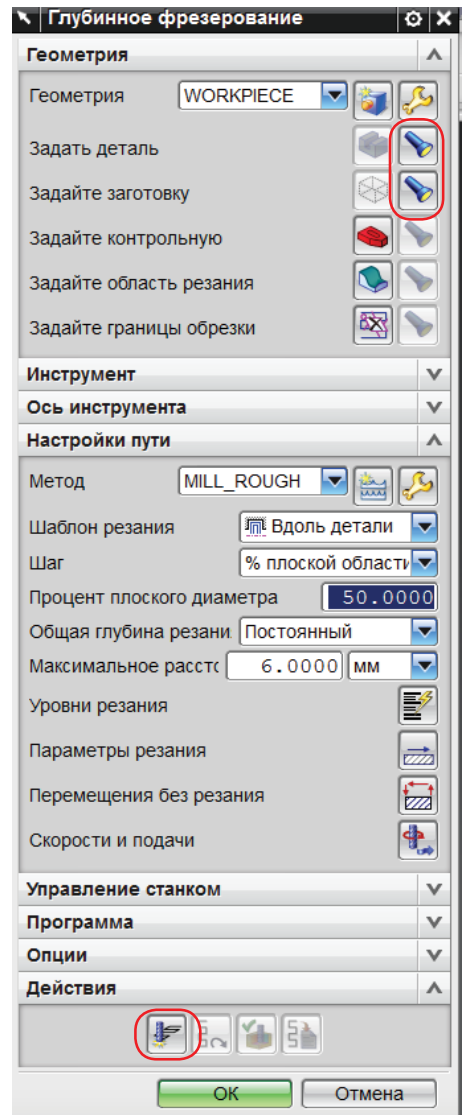 Глубинное фрезерование
Геометрия
Геометрия WORKPIECE
Задать деталь
Задайте заготовку
Задайте контрольную
Задайте область резания
Задайте границы обрезки
Инструмент
Ось инструмента
Настройки пути
Метод MILL_ROUGH
Шаблон резания Вдоль детали
Шаг % плоской области
Процент плоского диаметра 50.0000
Общая глубина резани Постоянный
Максимальное расстс 6.0000 мм
Уровни резания
Параметры резания
Перемещения без резания
Скорости и подачи
Управление станком
Программа
Опции
Действия
ОК Отмена